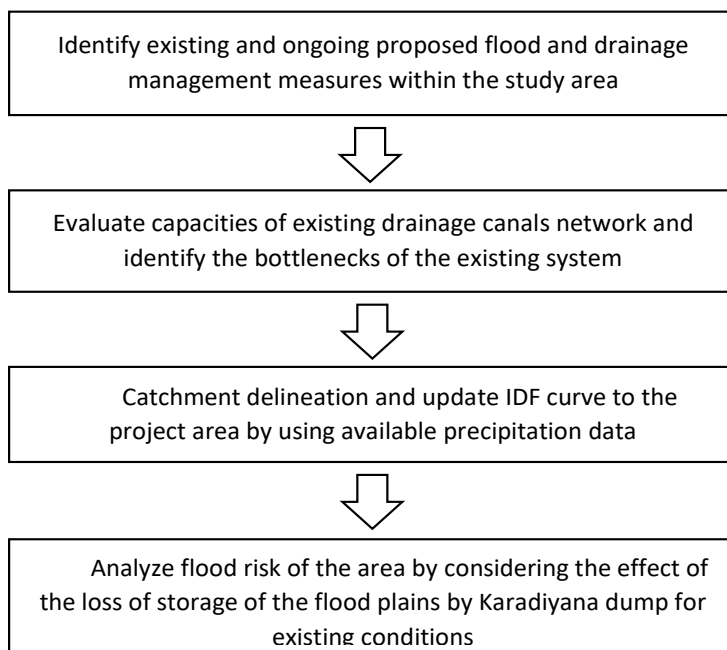 Identify existing and ongoing proposed flood and drainage
management measures within the study area
Evaluate capacities of existing drainage canals network and
identify the bottlenecks of the existing system
Catchment delineation and update IDF curve to the
project area by using available precipitation data
Analyze flood risk of the area by considering the effect of
the loss of storage of the flood plains by Karadiyana dump for
existing conditions